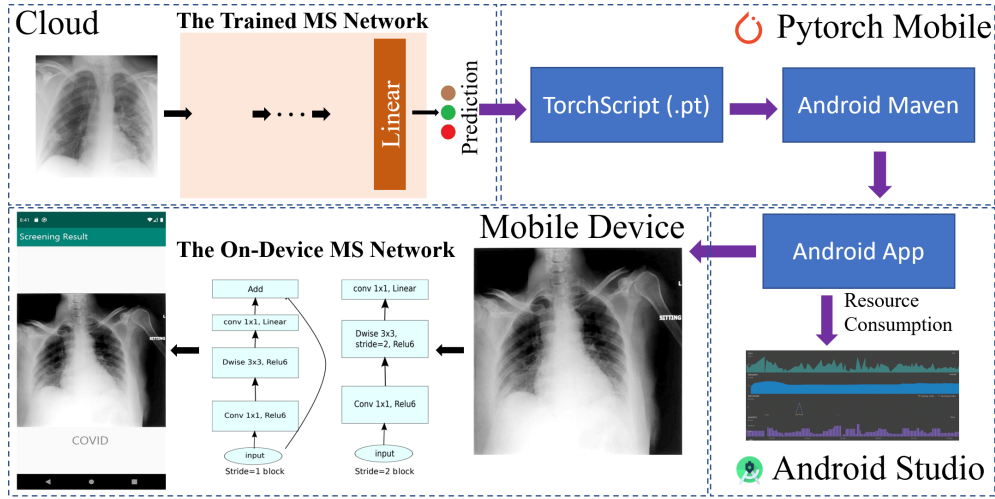 Cloud
The Trained MS Network
Linear
Prediction
Pytorch Mobile
TorchScript (.pt)
Android Maven
8:41
Screening Result
COVID
The On-Device MS Network
Add
conv 1x1, Linear
Dwise 3x3, Relu6
Conv 1x1, Relu6
input
Stride=1 block
conv 1x1, Linear
Dwise 3x3,
stride=2, Relu6
Conv 1x1, Relu6
input
Stride=2 block
Mobile Device
L
SITTING
Android App
Resource
Consumption
Android Studio